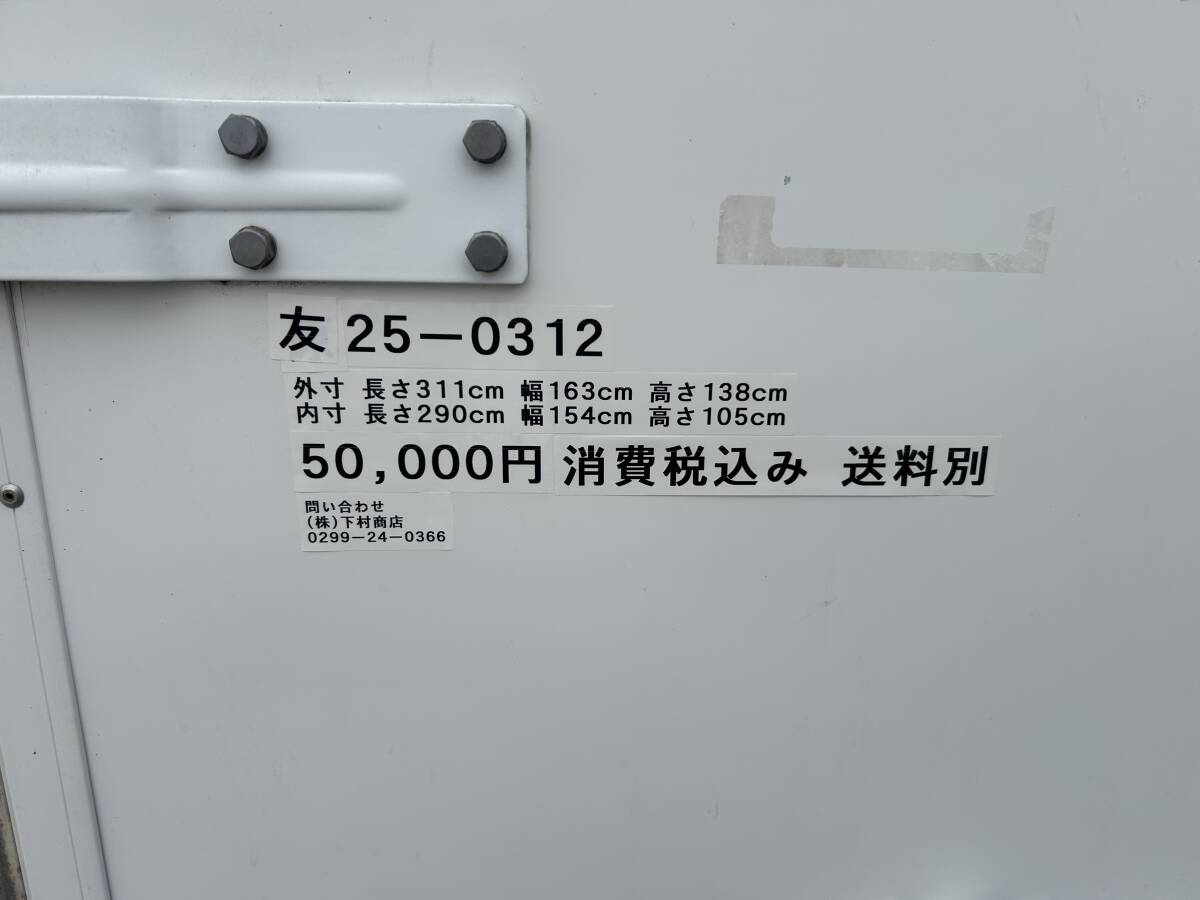 友 25-0312
外寸 長さ311cm 幅163cm 高さ138cm
内寸 長さ290cm 幅154cm 高さ105cm
50,000円 消費税込み 送料別
問い合わせ
(株)下村商店
0299-24-0366